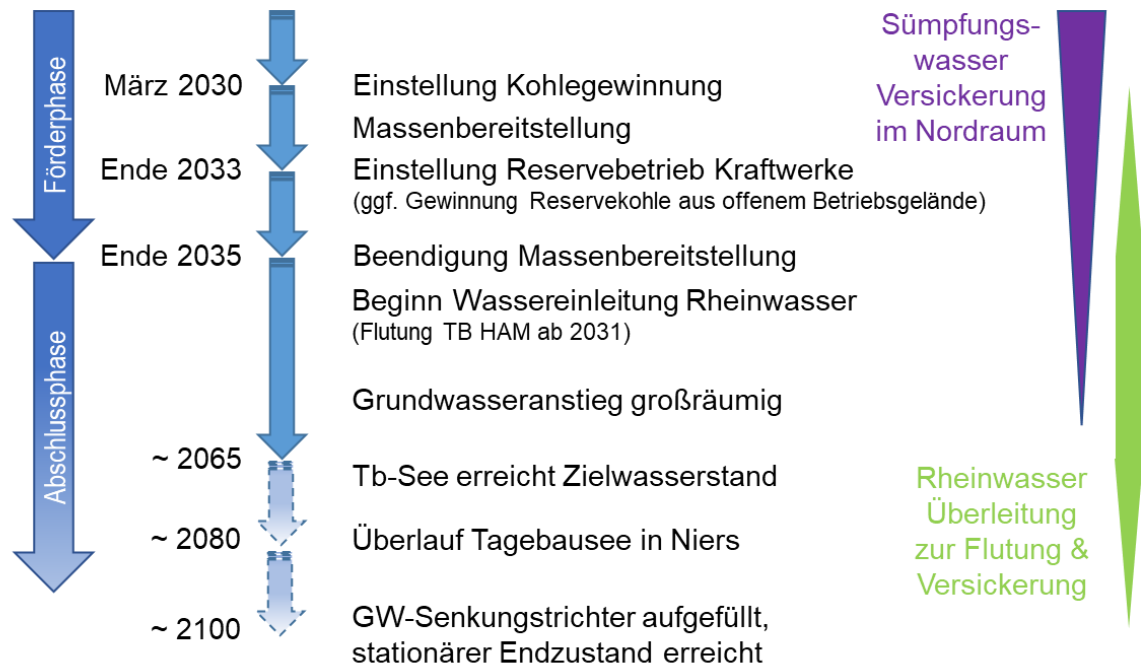 Förderphase
Abschlussphase
März 2030
Einstellung Kohlegewinnung
Massenbereitstellung
Ende 2033
Einstellung Reservebetrieb Kraftwerke
(ggf. Gewinnung Reservekohle aus offenem Betriebsgelände)
Ende 2035
Beendigung Massenbereitstellung
Beginn Wassereinleitung Rheinwasser
(Flutung TB HAM ab 2031)
Grundwasseranstieg großräumig
~ 2065
Tb-See erreicht Zielwasserstand
~ 2080
Überlauf Tagebausee in Niers
~ 2100
GW-Senkungstrichter aufgefüllt,
stationärer Endzustand erreicht
Sümpfungs-
wasser
Versickerung
im Nordraum
Rheinwasser
Überleitung
zur Flutung &
Versickerung